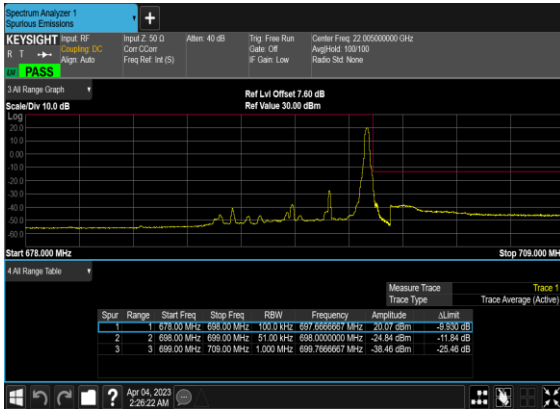 Spectrum Analyzer 1
Spurious Emissions
KEYSIGHT Input: RF Input Z: 50 Ω Atten: 40 dB Trig: Free Run Center Freq: 22.005000000 GHz
R T Coupling: DC Corr CCorr Gate: Off Avg|Hold: 100/100
Align: Auto Freq Ref: Int (S) IF Gain: Low Radio Std: None
PASS
3 All Range Graph
Ref Lvl Offset 7.60 dB
Scale/Div 10.0 dB Ref Value 30.00 dBm
Log
20.0
10.0
0.00
-10.0
-20.0
-30.0
-40.0
-50.0
-60.0
Start 678.000 MHz Stop 709.000 MH
4 All Range Table
Measure Trace Trace 1
Trace Type Trace Average (Active)
Spur Range Start Freq Stop Freq RBW Frequency Amplitude ΔLimit
1 1 678.00 MHz 698.00 MHz 100.0 kHz 697.6666667 MHz 20.07 dBm -9.930 dB
2 2 698.00 MHz 699.00 MHz 51.00 kHz 698.0000000 MHz -24.84 dBm -11.84 dB
3 3 699.00 MHz 709.00 MHz 1.000 MHz 699.7666667 MHz -38.46 dBm -25.46 dB
Apr 04, 2023
2:26:22 AM